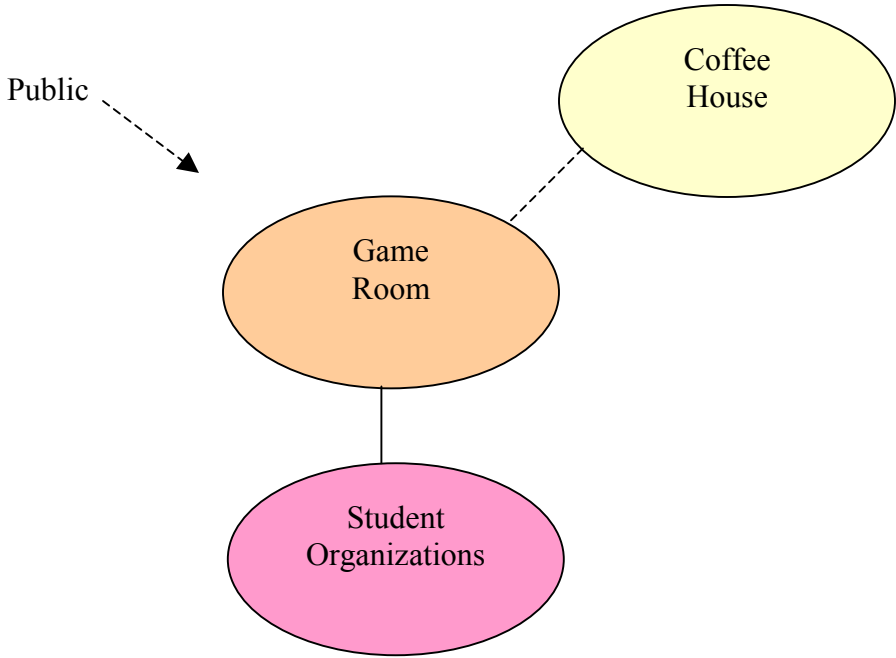 Coffee
House
Public
Game
Room
Student
Organizations